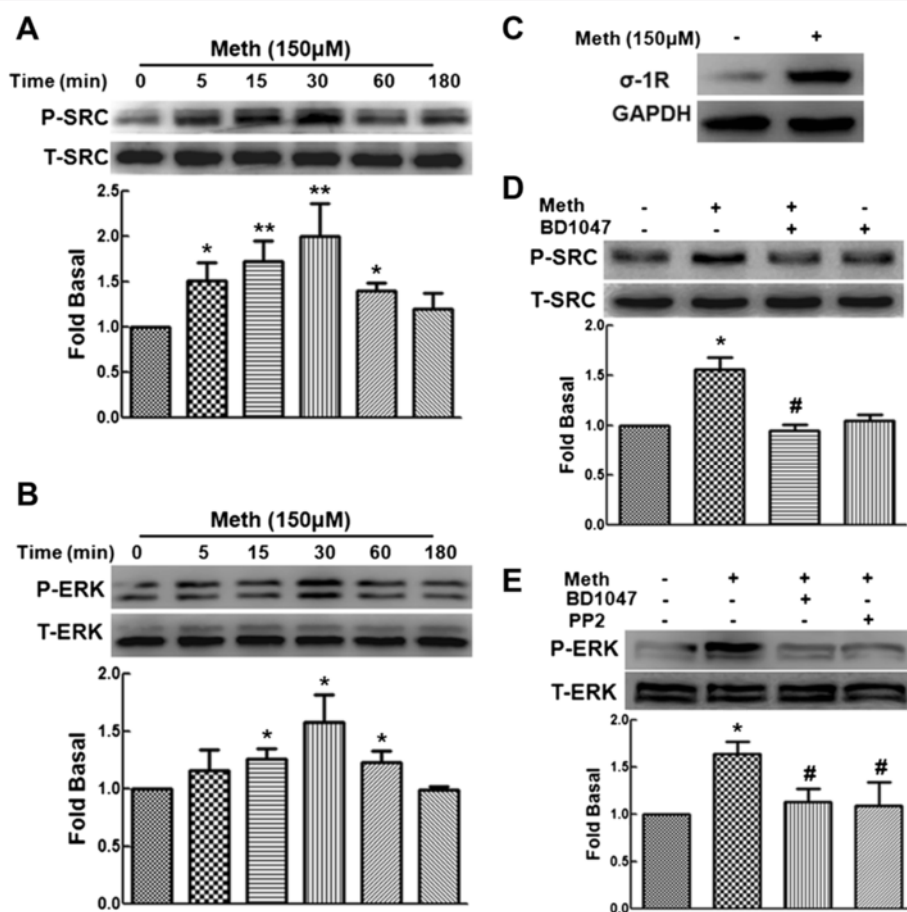 A
Meth (150µM)
Time (min) 0 5 15 30 60 180
P-SRC
T-SRC
Fold Basal
2.5
2.0
1.5
1.0
0.5
0.0
* ** ** *
B
Meth (150µM)
Time (min) 0 5 15 30 60 180
P-ERK
T-ERK
Fold Basal
2.0
1.5
1.0
0.5
0.0
* * *
C
Meth (150µM) - +
σ-1R
GAPDH
D
Meth - + + -
BD1047 - - + +
P-SRC
T-SRC
Fold Basal
2.0
1.5
1.0
0.5
0.0
* #
E
Meth - + + +
BD1047 - - + -
PP2 - - - +
P-ERK
T-ERK
Fold Basal
2.0
1.5
1.0
0.5
0.0
* # #